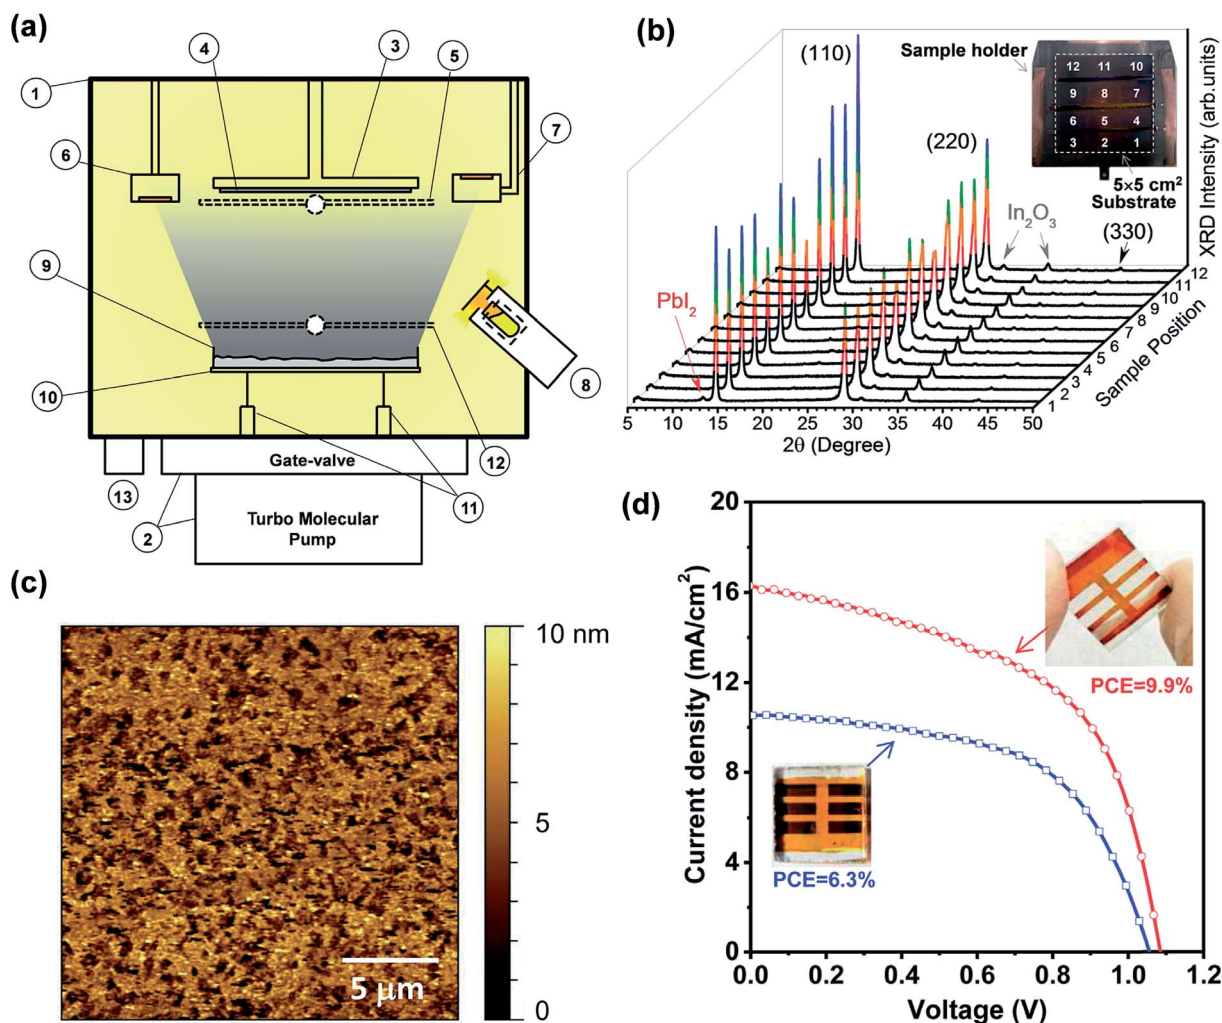 (a)
1
2
3
4
5
6
7
8
9
10
11
12
13
Gate-valve
Turbo Molecular
Pump
(b)
(110)
(220)
(330)
In2O3
PbI2
Sample holder
12 11 10
9 8 7
6 5 4
3 2 1
5×5 cm2
Substrate
XRD Intensity (arb.units)
Sample Position
1 2 3 4 5 6 7 8 9 10 11 12
5 10 15 20 25 30 35 40 45 50
2θ (Degree)
(c)
10 nm
5
0
5 μm
(d)
Current density (mA/cm2)
20
16
12
8
4
0
PCE=9.9%
PCE=6.3%
0.0 0.2 0.4 0.6 0.8 1.0 1.2
Voltage (V)